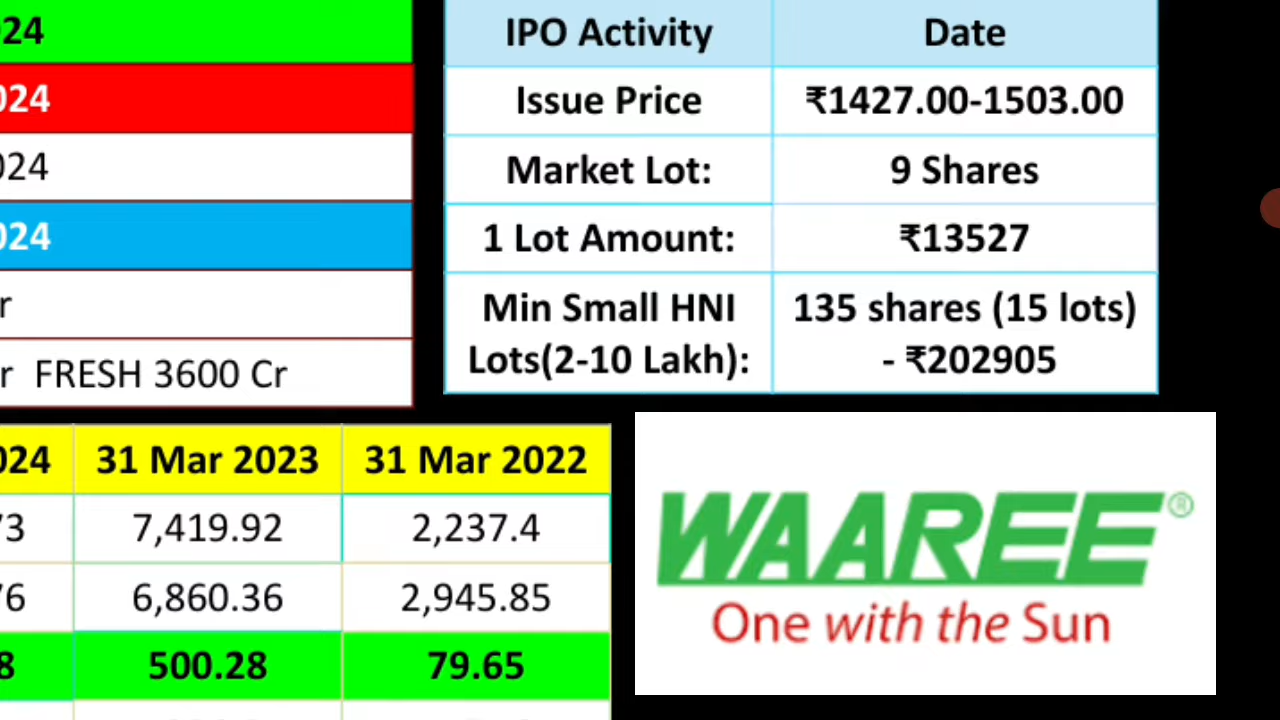 024
024
024
024
r
r FRESH 3600 Cr
IPO Activity Date
Issue Price ₹1427.00-1503.00
Market Lot: 9 Shares
1 Lot Amount: ₹13527
Min Small HNI 135 shares (15 lots)
Lots(2-10 Lakh): - ₹202905
024 31 Mar 2023 31 Mar 2022
73 7,419.92 2,237.4
76 6,860.36 2,945.85
8 500.28 79.65
WAAREE®
One with the Sun